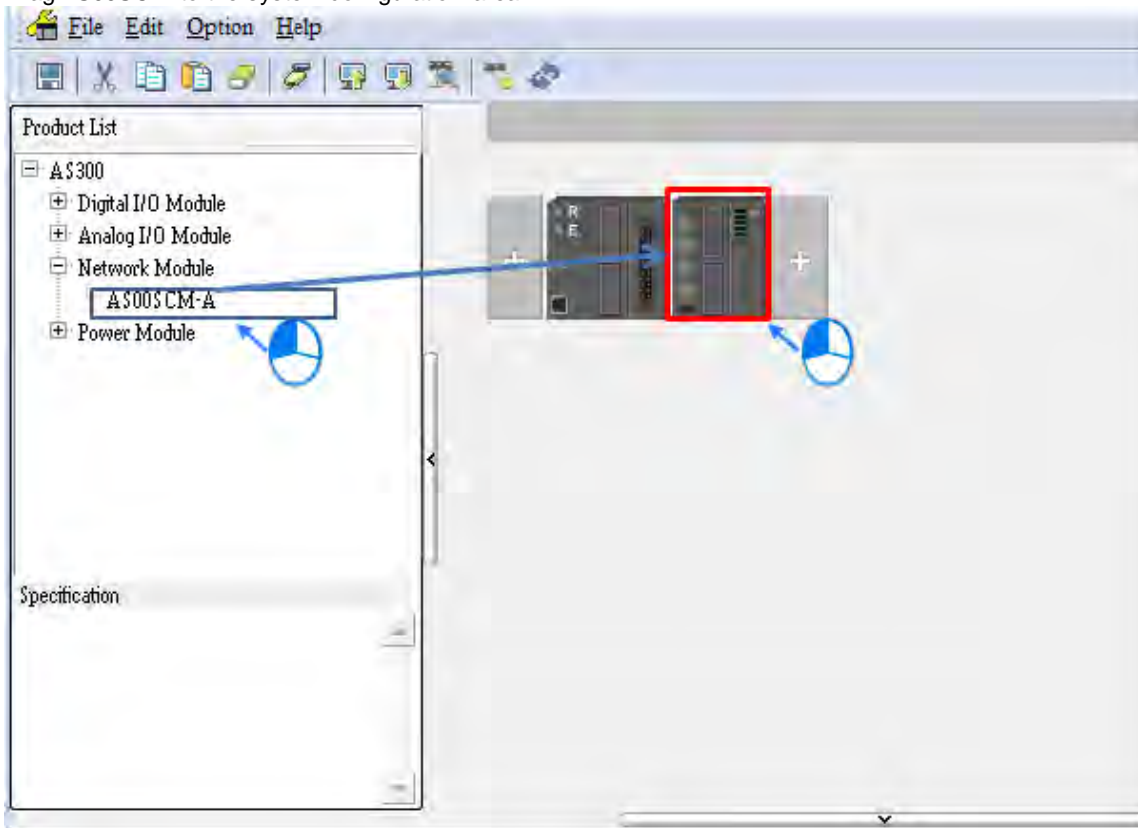 File Edit Option Help
Product List
AS300
Digital I/O Module
Analog I/O Module
Network Module
AS00SCM-A
Power Module
R
E
Specification